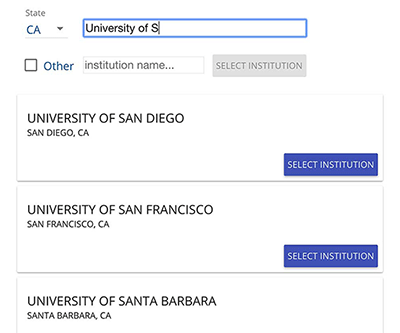 State
CA
University of S
Other
institution name...
SELECT INSTITUTION
UNIVERSITY OF SAN DIEGO
SAN DIEGO, CA
SELECT INSTITUTION
UNIVERSITY OF SAN FRANCISCO
SAN FRANCISCO, CA
SELECT INSTITUTION
UNIVERSITY OF SANTA BARBARA
SANTA BARBARA, CA